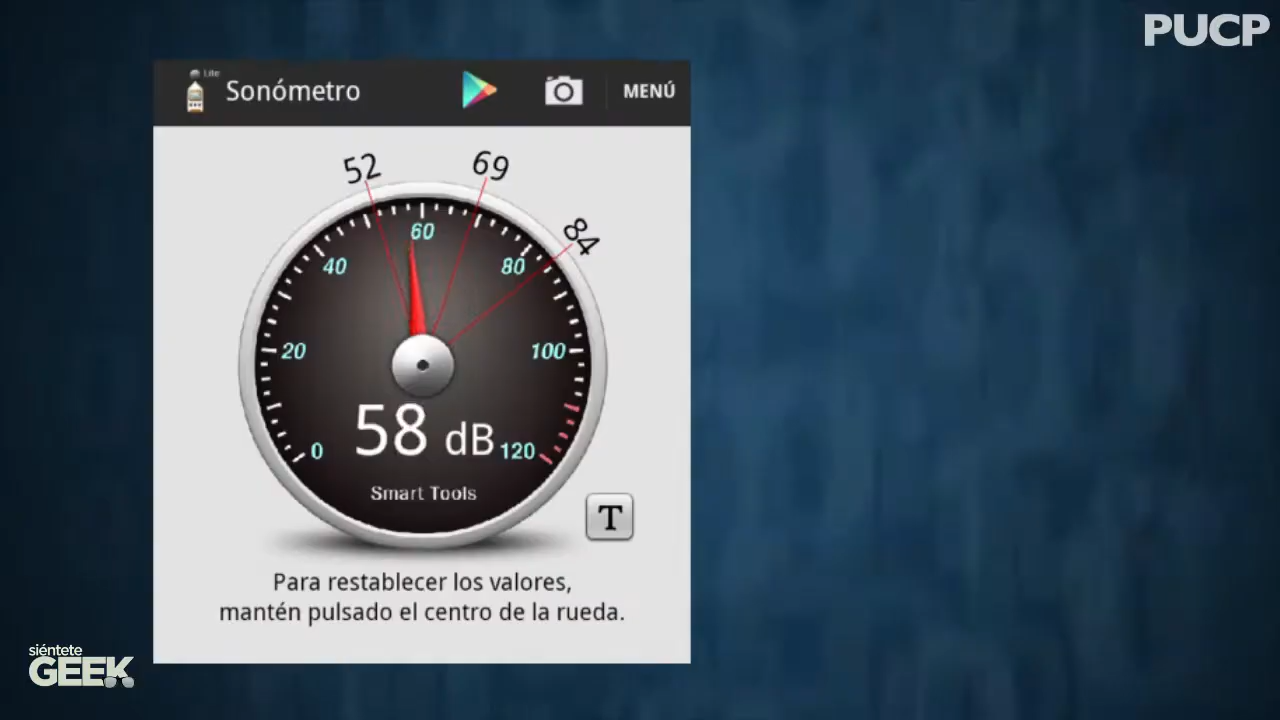 PUCP
Lite
Sonómetro
MENÚ
52
69
84
60
40
80
20
100
58 dB
0
120
Smart Tools
T
Para restablecer los valores,
mantén pulsado el centro de la rueda.
siéntete
GEEK